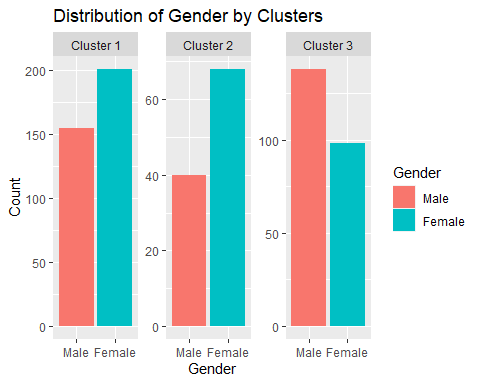 Distribution of Gender by Clusters
Cluster 1 Cluster 2 Cluster 3
Count
200
150
100
50
0
60
40
20
0
100
50
0
Male Female Male Female Male Female
Gender
Gender
Male
Female